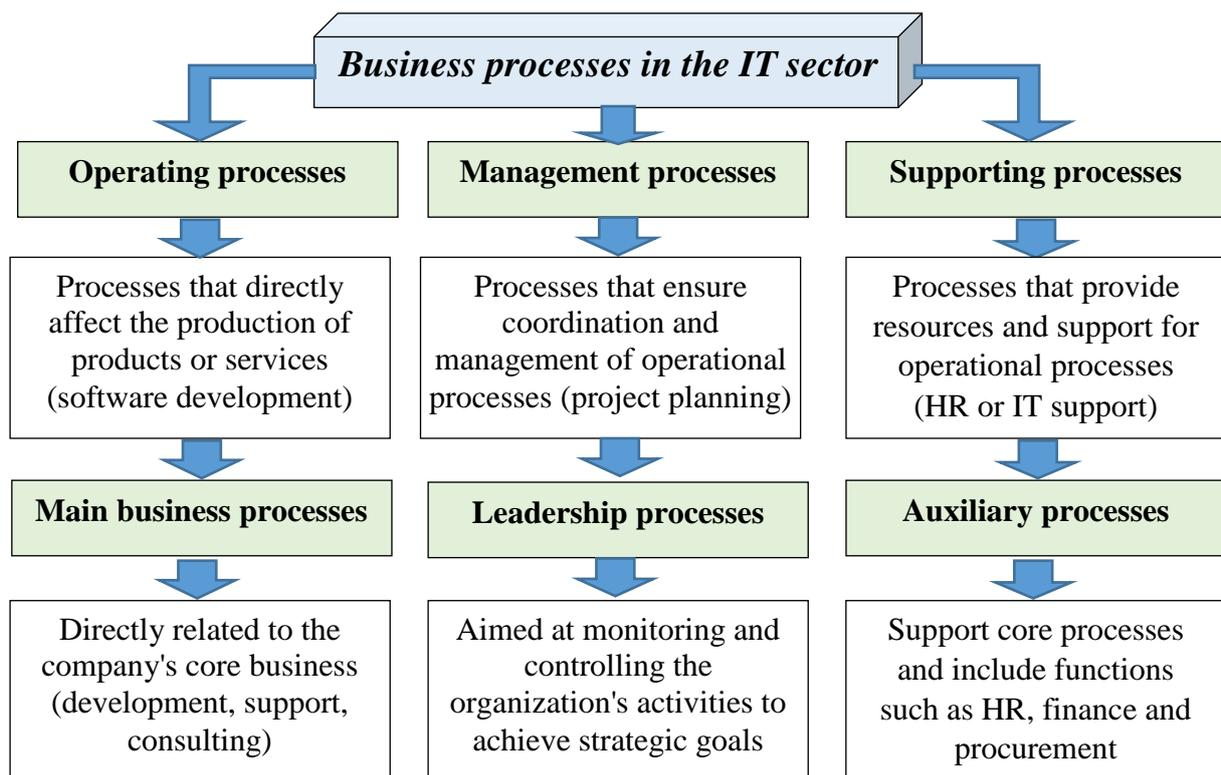 Business processes in the IT sector
Operating processes
Management processes
Supporting processes
Processes that directly
affect the production of
products or services
(software development)
Processes that ensure
coordination and
management of operational
processes (project planning)
Processes that provide
resources and support for
operational processes
(HR or IT support)
Main business processes
Leadership processes
Auxiliary processes
Directly related to the
company's core business
(development, support,
consulting)
Aimed at monitoring and
controlling the
organization's activities to
achieve strategic goals
Support core processes
and include functions
such as HR, finance and
procurement